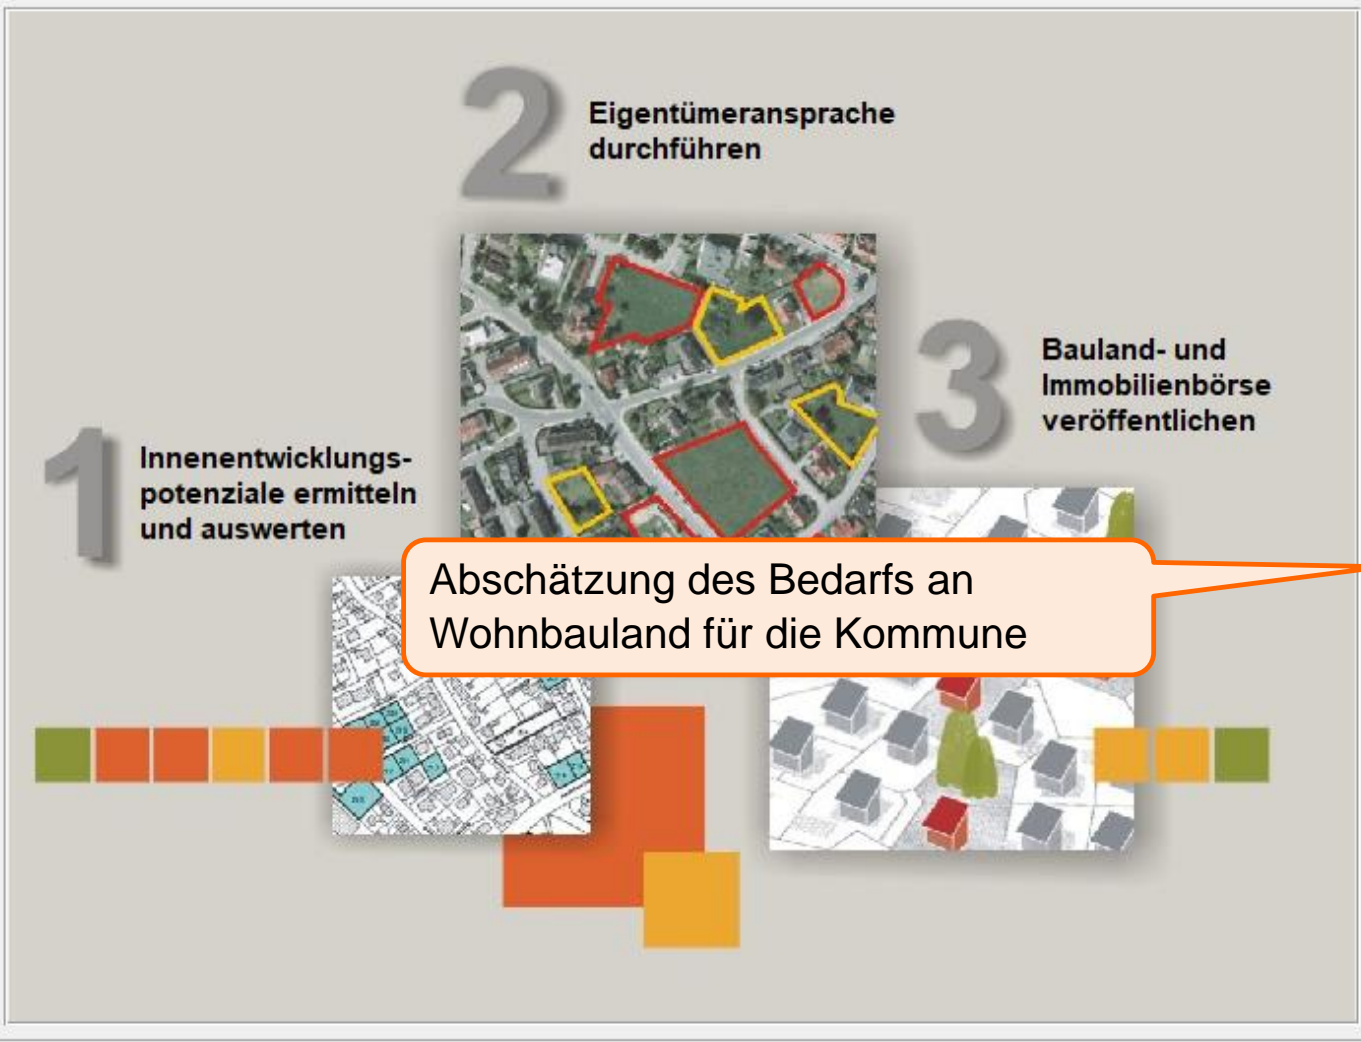 1
Innenentwicklungs-
potenziale ermitteln
und auswerten
2
Eigentümeransprache
durchführen
3
Bauland- und
Immobilienbörse
veröffentlichen
Abschätzung des Bedarfs an
Wohnbauland für die Kommune